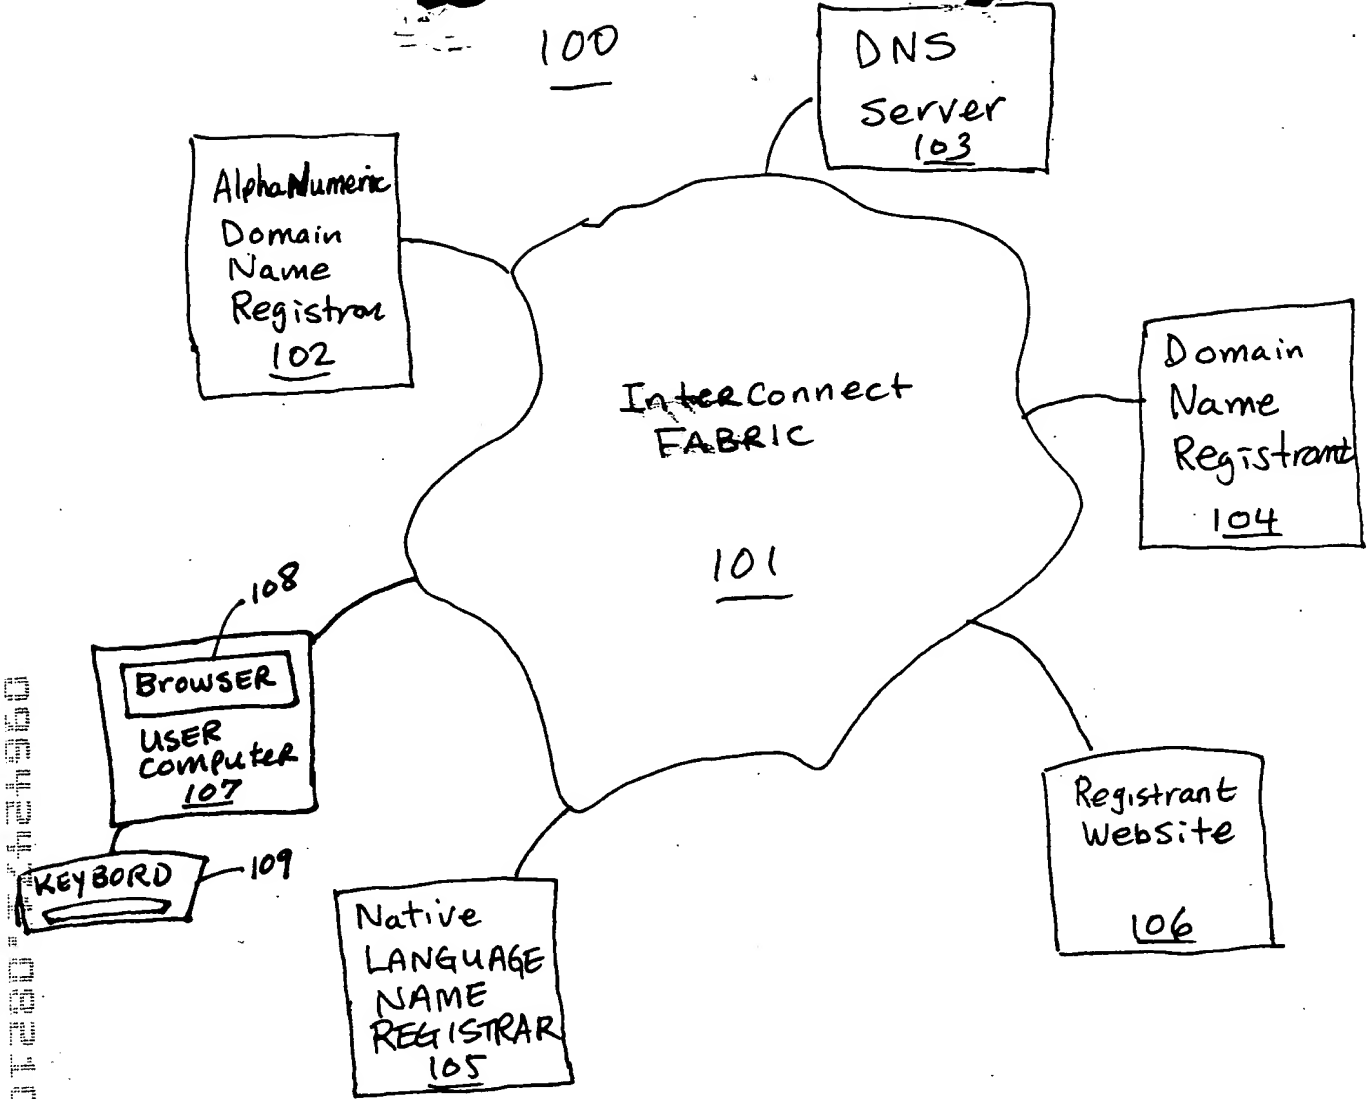 100
DNS
Server
103
AlphaNumeric
Domain
Name
Registrar
102
InterConnect
FABRIC
101
Domain
Name
Registrant
104
108
BROWSER
USER
Computer
107
KEYBORD
109
Registrant
Website
106
Native
LANGUAGE
NAME
REGISTRAR
105